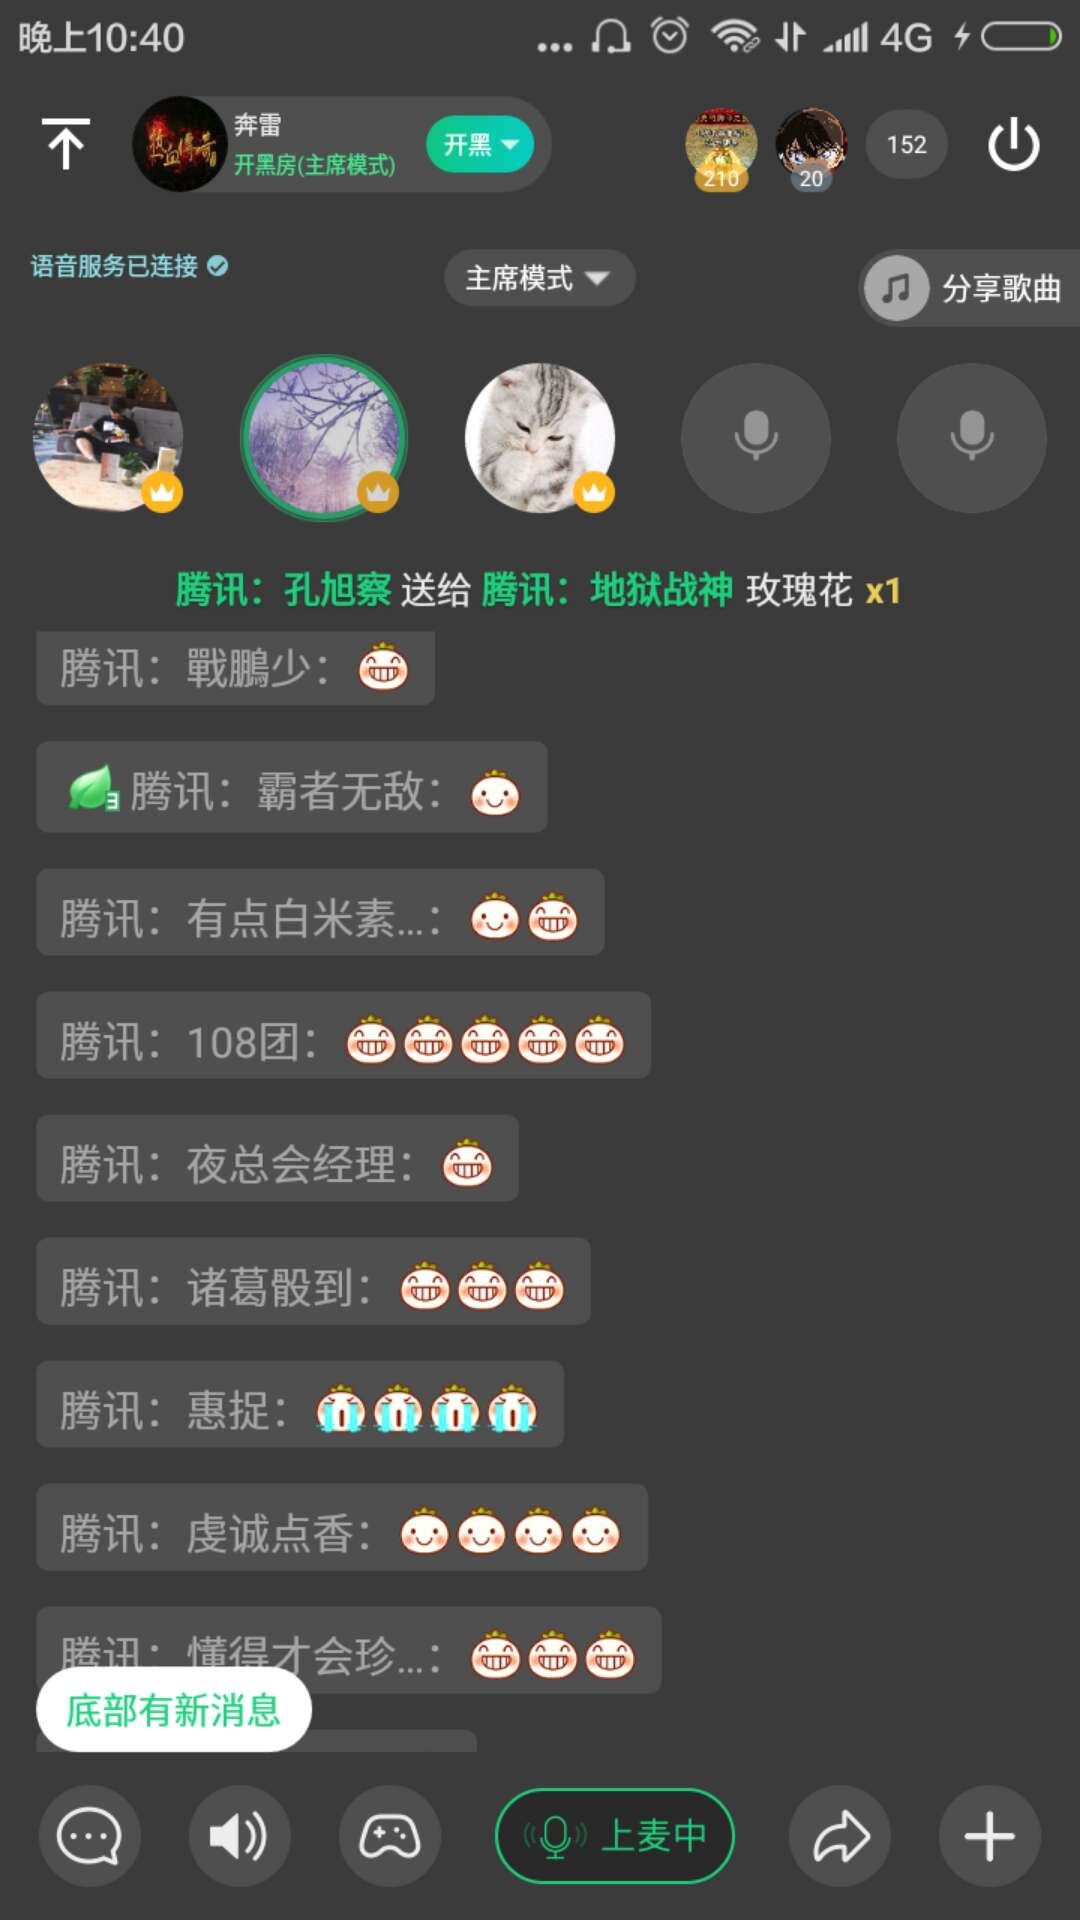 晚上10:40
4G
奔雷
开黑房(主席模式)
开黑
210
20
152
语音服务已连接
主席模式
分享歌曲
腾讯：孔旭察 送给 腾讯：地狱战神 玫瑰花 x1
腾讯：戰鵬少：
3 腾讯：霸者无敌：
腾讯：有点白米素...：
腾讯：108团：
腾讯：夜总会经理：
腾讯：诸葛骰到：
腾讯：惠捉：
腾讯：虔诚点香：
腾讯：懂得才会珍...：
底部有新消息
上麦中